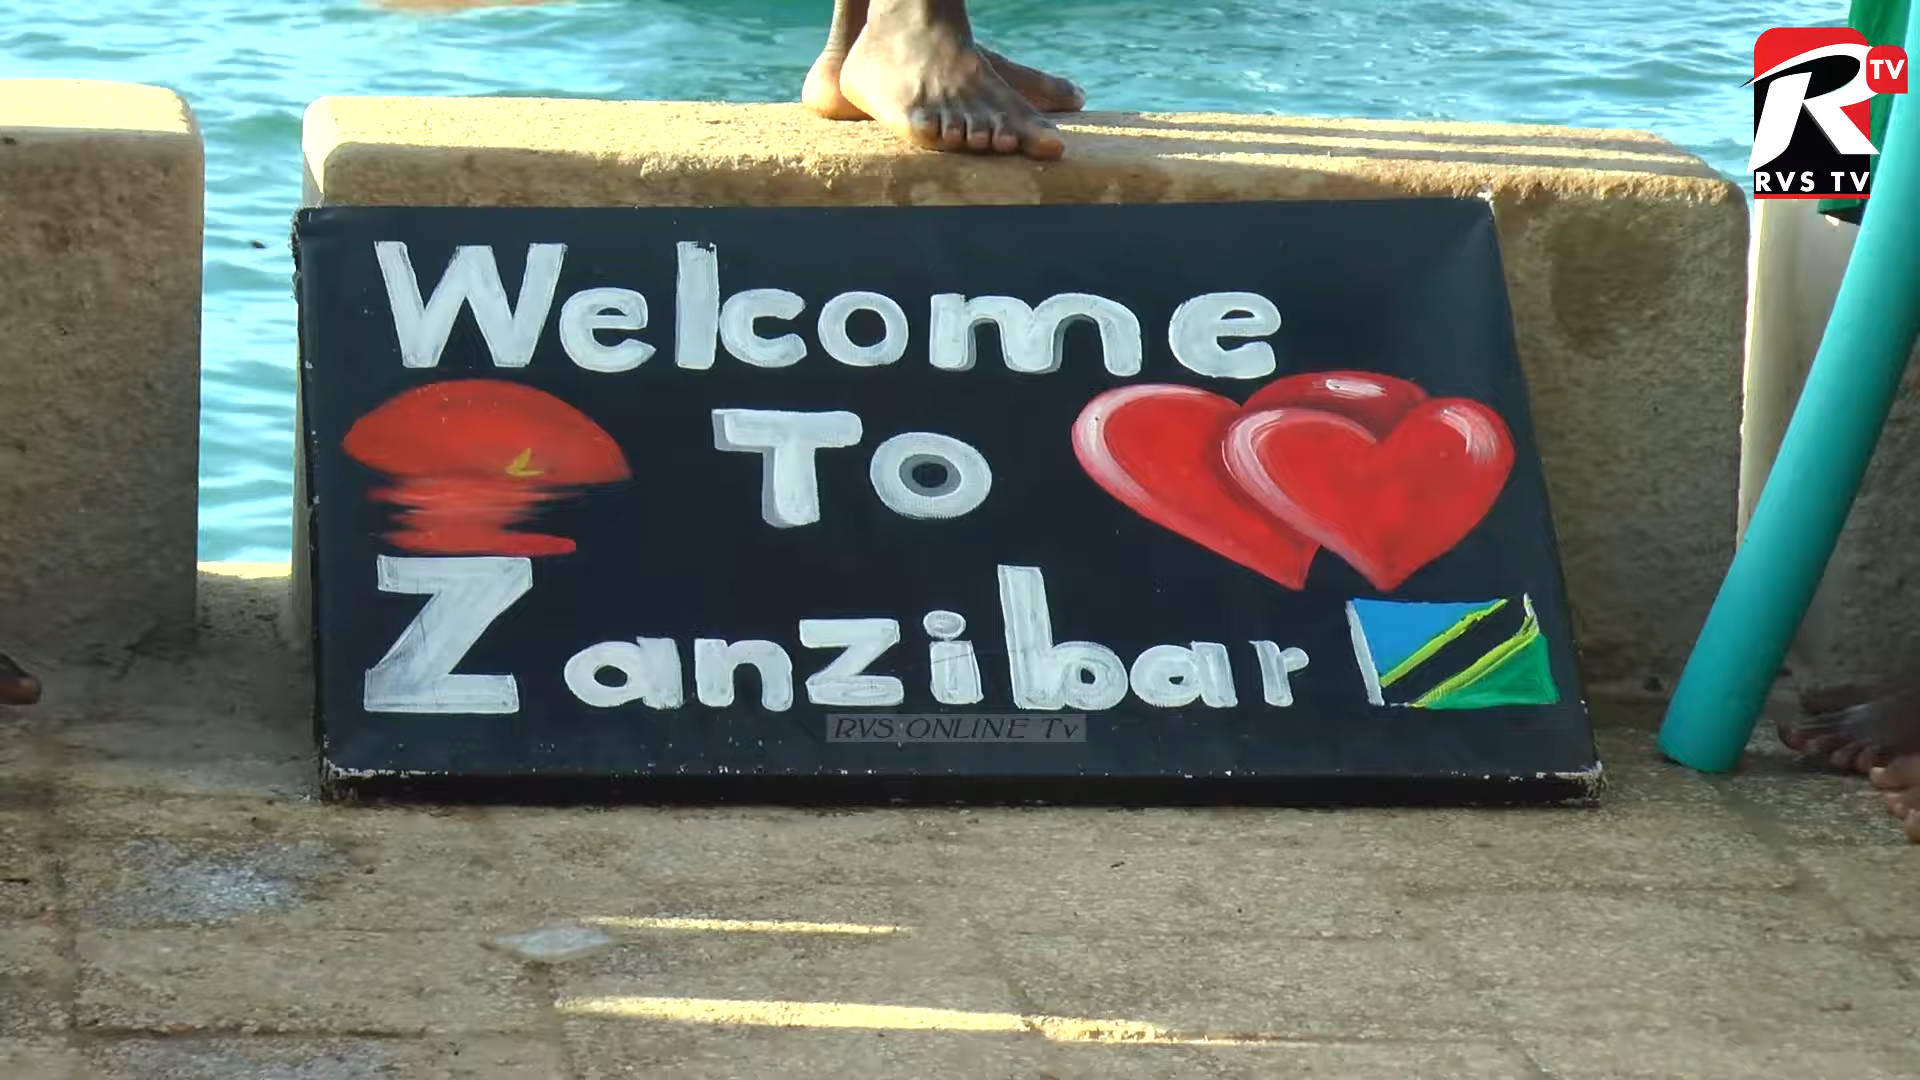 TV
RVS TV
Welcome
To
Zanzibar
RVS ONLINE Tv